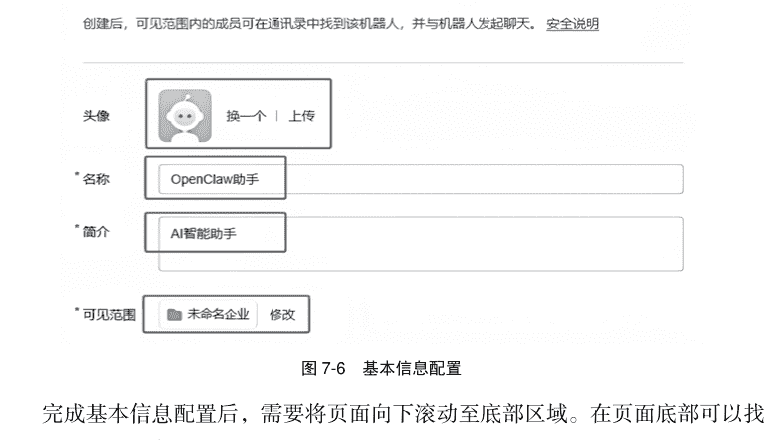 创建后，可见范围内的成员可在通讯录中找到该机器人，并与机器人发起聊天。 安全说明
头像 换一个 | 上传
*名称 OpenClaw助手
*简介 AI智能助手
*可见范围 未命名企业 修改
图 7-6 基本信息配置
完成基本信息配置后，需要将页面向下滚动至底部区域。在页面底部可以找